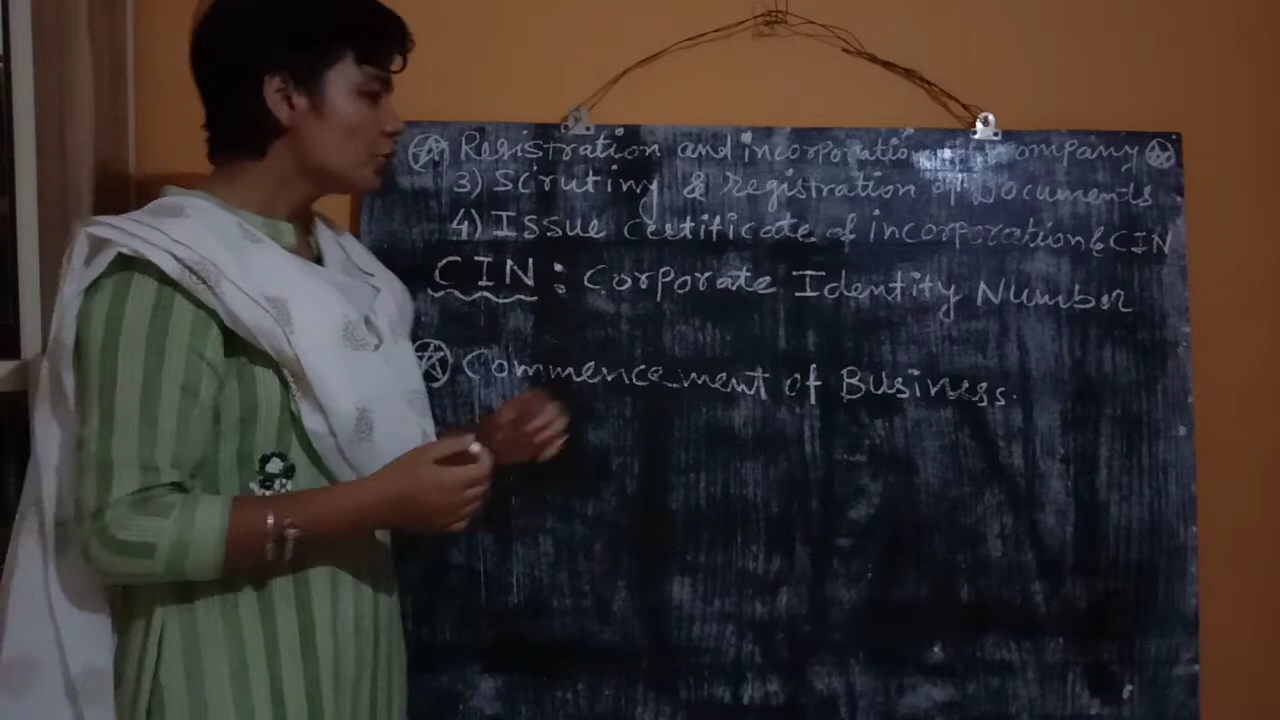 Registration and incorporation of company
3) Scrutiny & registration of Documents
4) Issue certificate of incorporation & CIN
CIN : Corporate Identity Number
Commencement of Business.